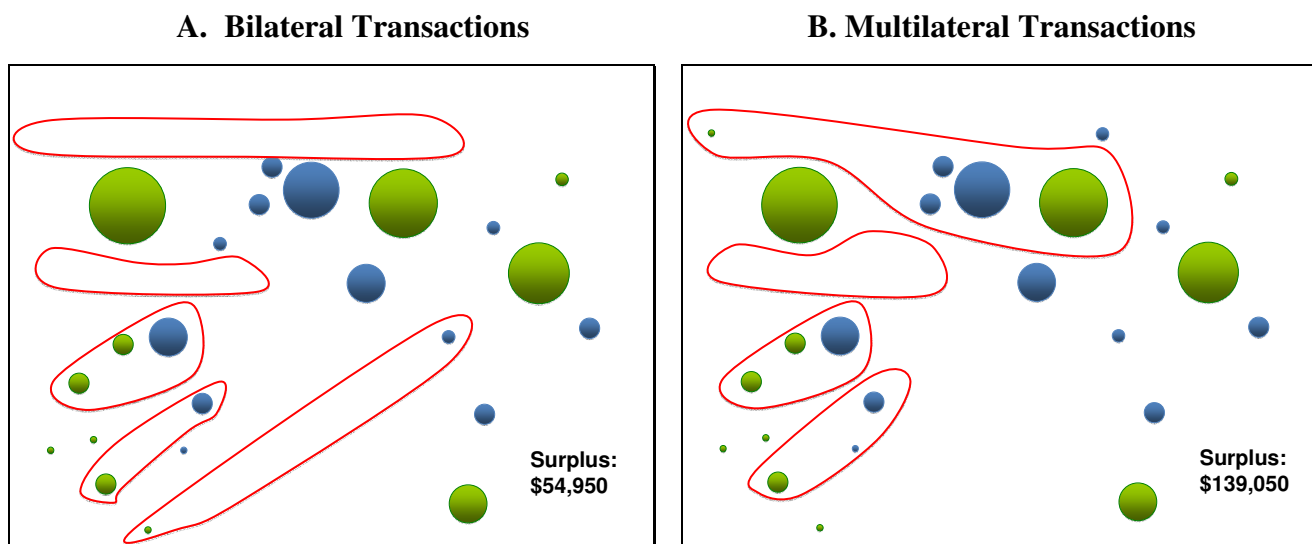 A. Bilateral Transactions
B. Multilateral Transactions
Surplus:
$54,950
Surplus:
$139,050